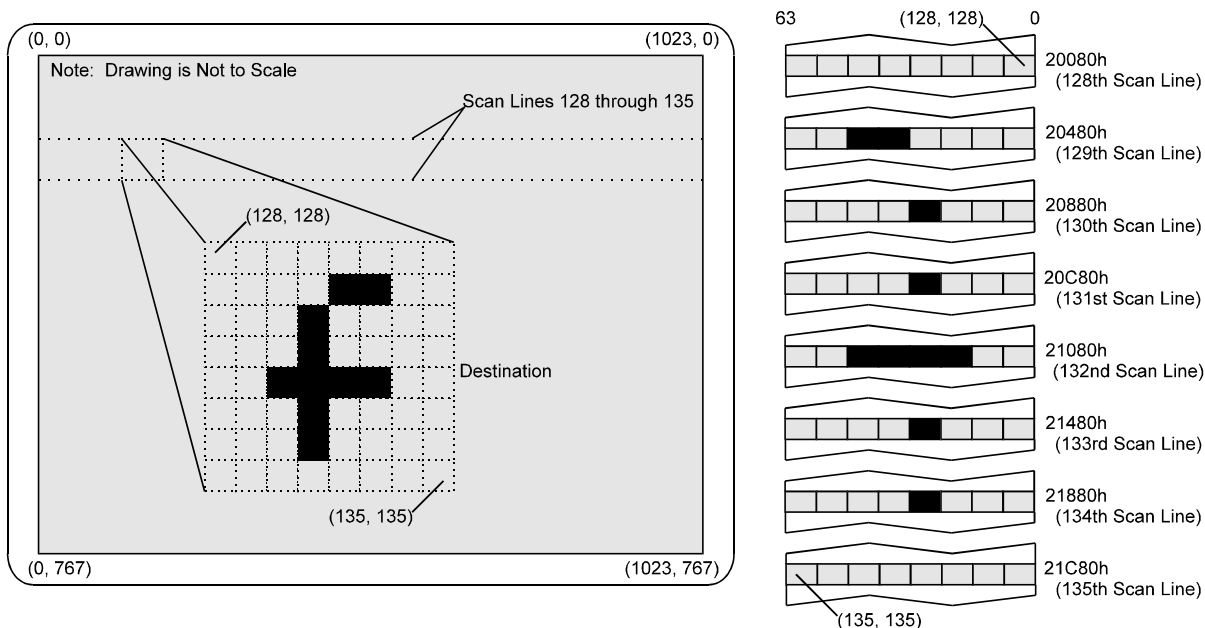 (0, 0)
(1023, 0)
Note: Drawing is Not to Scale
Scan Lines 128 through 135
(128, 128)
Destination
(135, 135)
(0, 767)
(1023, 767)
63
(128, 128)
0
20080h
(128th Scan Line)
20480h
(129th Scan Line)
20880h
(130th Scan Line)
20C80h
(131st Scan Line)
21080h
(132nd Scan Line)
21480h
(133rd Scan Line)
21880h
(134th Scan Line)
21C80h
(135th Scan Line)
(135, 135)